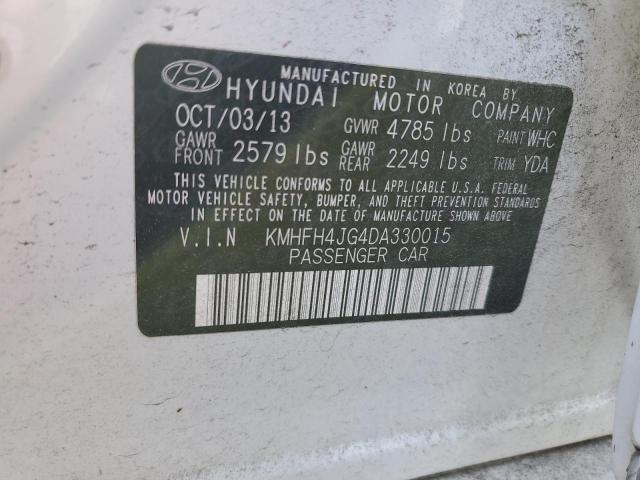 MANUFACTURED IN KOREA BY
HYUNDAI MOTOR COMPANY
OCT/03/13 GVWR 4785 lbs PAINT WHC
GAWR FRONT 2579 lbs GAWR REAR 2249 lbs TRIM YDA
THIS VEHICLE CONFORMS TO ALL APPLICABLE U.S.A. FEDERAL
MOTOR VEHICLE SAFETY, BUMPER, AND THEFT PREVENTION STANDARDS
IN EFFECT ON THE DATE OF MANUFACTURE SHOWN ABOVE
V.I.N KMHFH4JG4DA330015
PASSENGER CAR